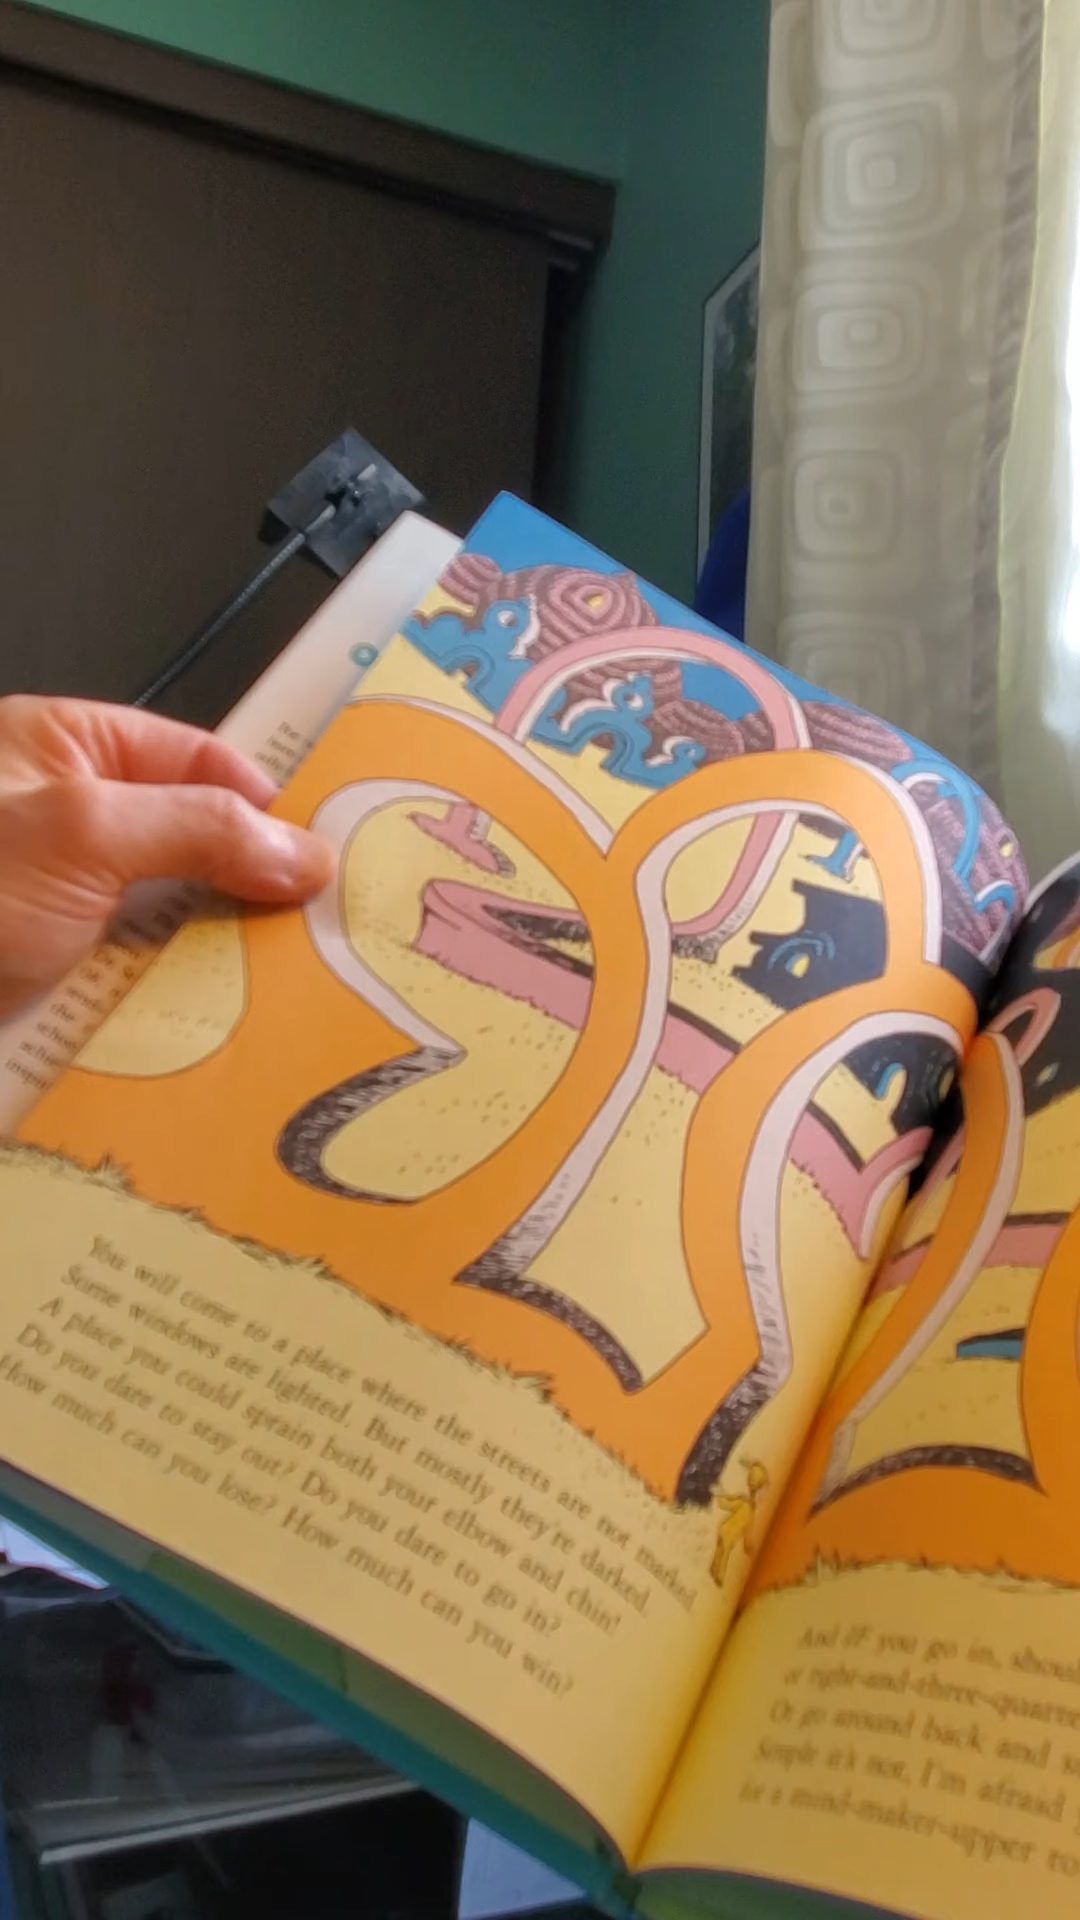 You will come to a place where the streets are not marked.
Some windows are lighted. But mostly they're darked.
A place you could sprain both your elbow and chin!
Do you dare to stay out? Do you dare to go in?
How much can you lose? How much can you win?
And IF you go in, shoul
or right-and-three-quarte
Or go around back and s
Simple it's not, I'm afraid
for a mind-maker-upper to